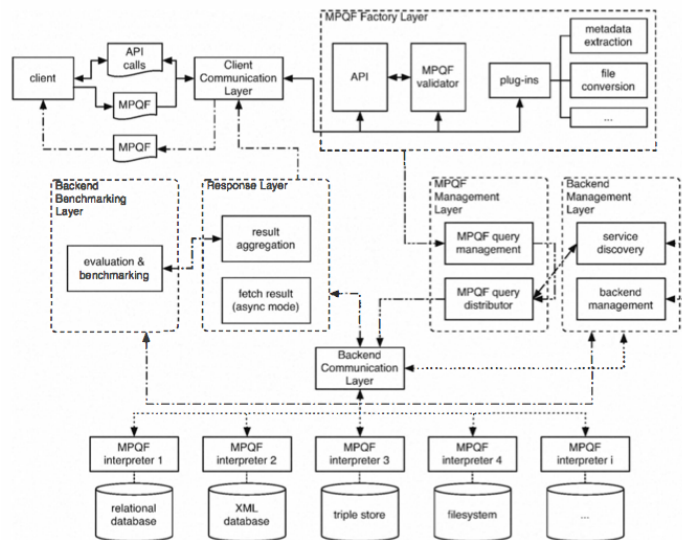 MPQF Factory Layer
API
calls
client
MPQF
Client
Communication
Layer
MPQF
API
MPQF
validator
plug-ins
metadata
extraction
file
conversion
...
Backend
Benchmarking
Layer
evaluation &
benchmarking
Response Layer
result
aggregation
fetch result
(async mode)
MPQF
Management
Layer
MPQF query
management
MPQF query
distributor
Backend
Management
Layer
service
discovery
backend
management
Backend
Communication
Layer
MPQF
interpreter 1
MPQF
interpreter 2
MPQF
interpreter 3
MPQF
interpreter 4
MPQF
interpreter i
relational
database
XML
database
triple store
filesystem
...